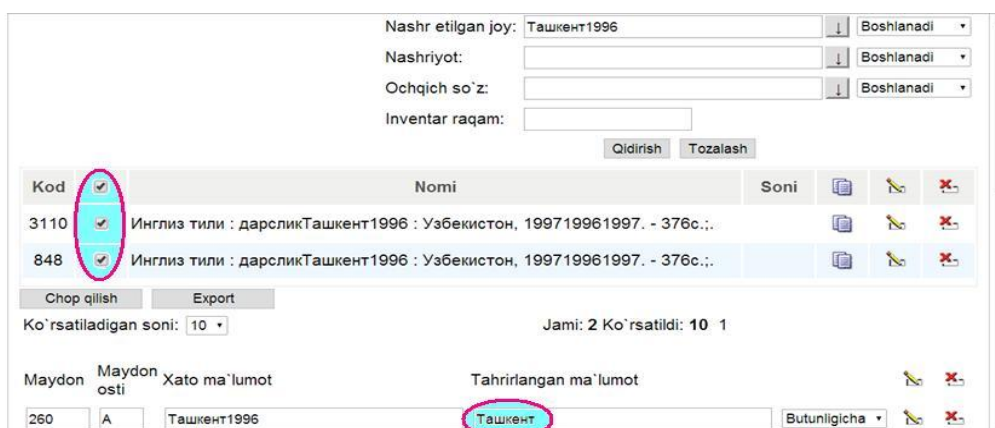 Nashr etilgan joy: Ташкент1996 ↓ Boshlanadi
Nashriyot: ↓ Boshlanadi
Ochqich so`z: ↓ Boshlanadi
Inventar raqam:
Qidirish Tozalash
Kod Nomi Soni
3110 Инглиз тили : дарсликТашкент1996 : Узбекистон, 199719961997. - 376с.;.
848 Инглиз тили : дарсликТашкент1996 : Узбекистон, 199719961997. - 376с.;.
Chop qilish Export
Ko`rsatiladigan soni: 10 Jami: 2 Ko`rsatildi: 10 1
Maydon Maydon osti Xato ma`lumot Tahrirlangan ma`lumot
260 A Ташкент1996 Ташкент Butunligicha